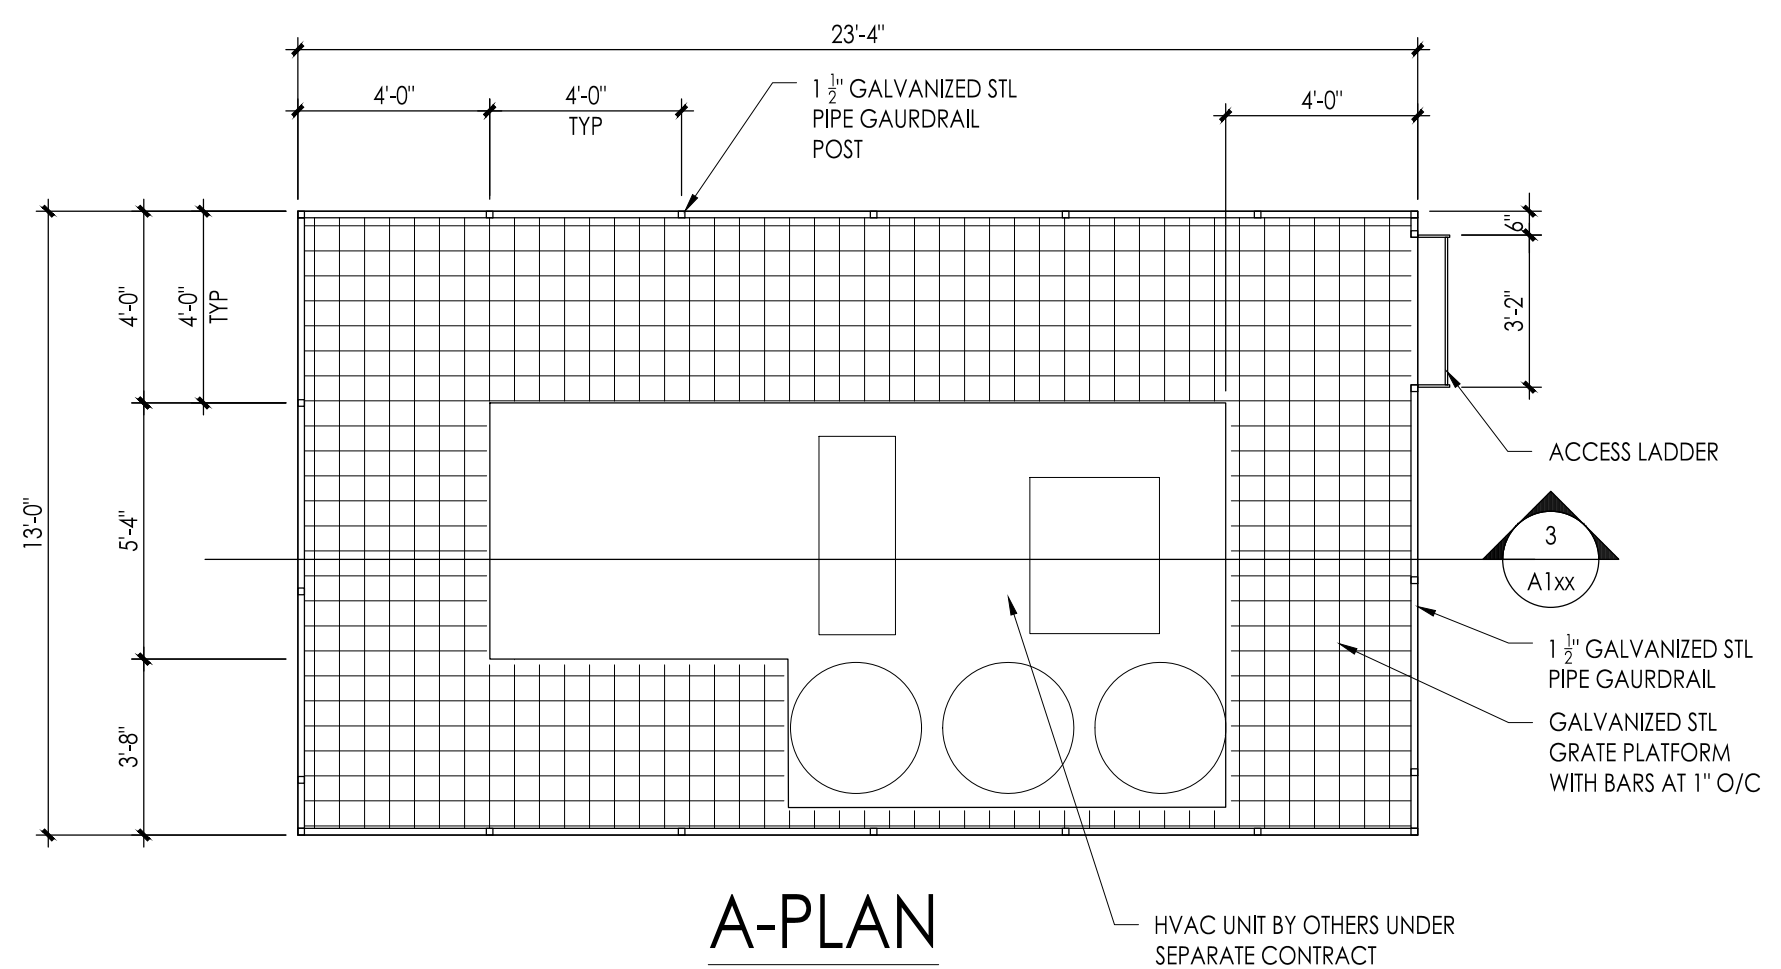 23'-4"
4'-0"
4'-0"
TYP
1 1/2" GALVANIZED STL
PIPE GAURDRAIL
POST
4'-0"
13'-0"
4'-0"
4'-0"
TYP
5'-4"
3'-8"
6"
3'-2"
ACCESS LADDER
3
A1xx
1 1/2" GALVANIZED STL
PIPE GAURDRAIL
GALVANIZED STL
GRATE PLATFORM
WITH BARS AT 1" O/C
HVAC UNIT BY OTHERS UNDER
SEPARATE CONTRACT
A-PLAN